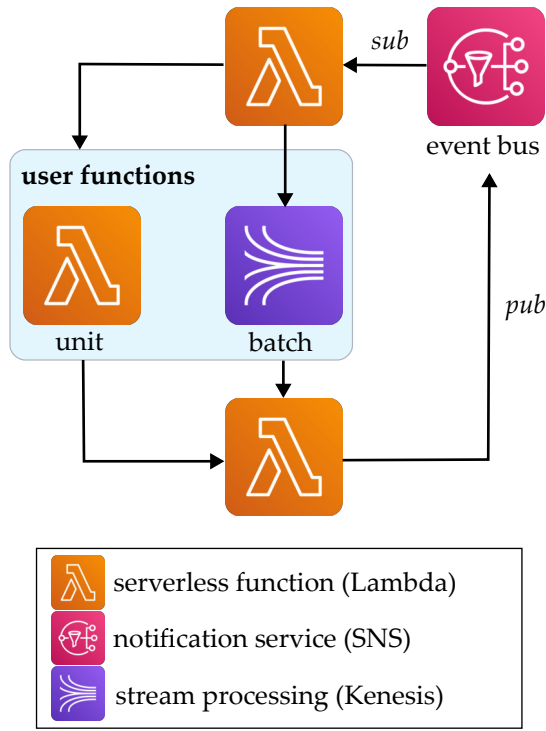 sub
event bus
user functions
unit
batch
pub
serverless function (Lambda)
notification service (SNS)
stream processing (Kenesis)